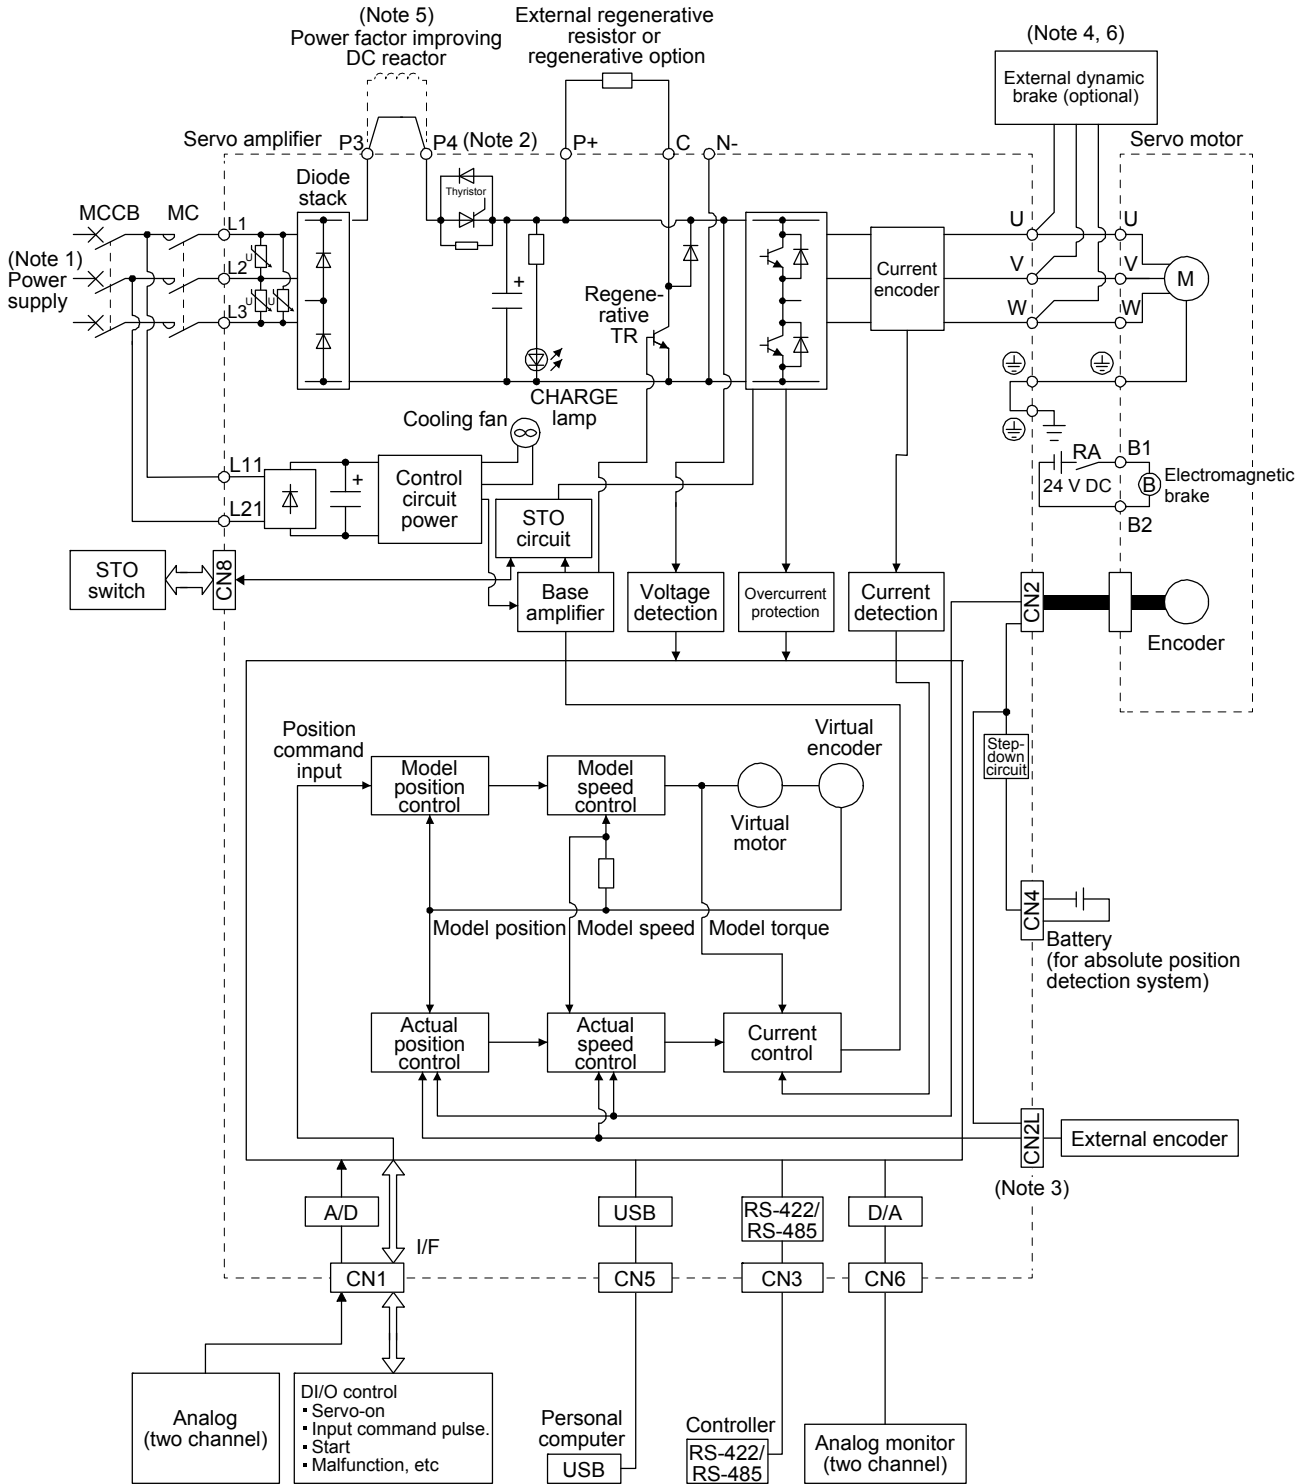 (Note 5)
Power factor improving
DC reactor
External regenerative
resistor or
regenerative option
(Note 4, 6)
External dynamic
brake (optional)
Servo amplifier
P3
P4
(Note 2)
P+
C
N-
Servo motor
Diode
stack
Thyristor
MCCB
MC
L1
(Note 1)
Power
supply
L2
L3
U
U
U
U
V
W
U
V
W
M
Current
encoder
+
Regene-
rative
TR
CHARGE
lamp
Cooling fan
L11
L21
+
Control
circuit
power
STO
circuit
RA
24 V DC
B1
B
B2
Electromagnetic
brake
STO
switch
CN8
Base
amplifier
Voltage
detection
Overcurrent
protection
Current
detection
CN2
Encoder
Position
command
input
Model
position
control
Model
speed
control
Virtual
motor
Virtual
encoder
Step-
down
circuit
Model position
Model speed
Model torque
CN4
Battery
(for absolute position
detection system)
Actual
position
control
Actual
speed
control
Current
control
CN2L
External encoder
(Note 3)
A/D
I/F
USB
RS-422/
RS-485
D/A
CN1
CN5
CN3
CN6
Analog
(two channel)
DI/O control
▪ Servo-on
▪ Input command pulse.
▪ Start
▪ Malfunction, etc
Personal
computer
USB
Controller
RS-422/
RS-485
Analog monitor
(two channel)